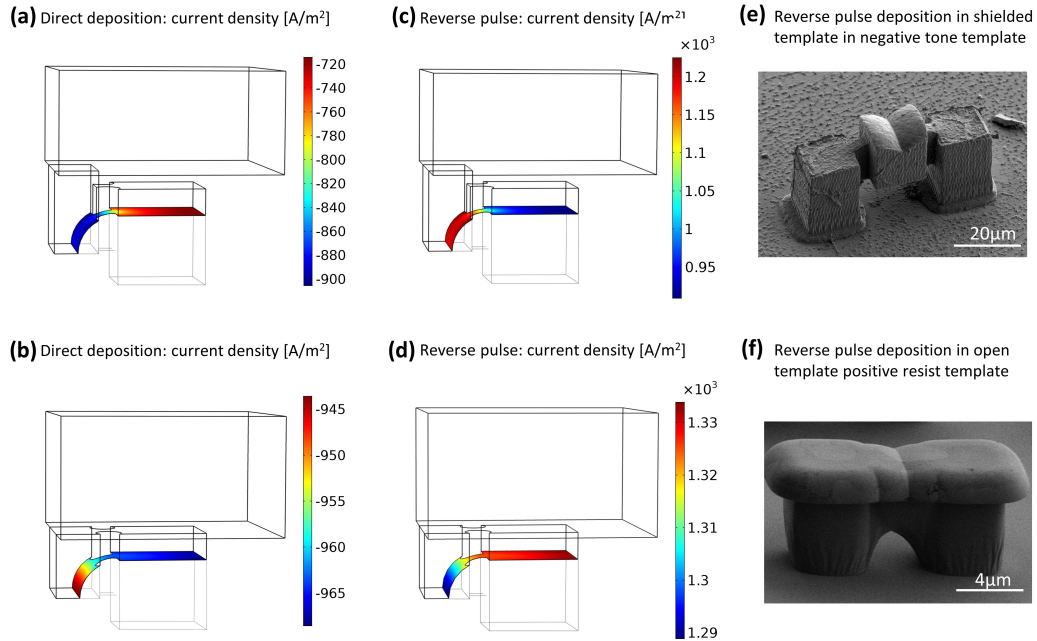 (a) Direct deposition: current density [A/m²]
-720
-740
-760
-780
-800
-820
-840
-860
-880
-900
(c) Reverse pulse: current density [A/m²]
×10³
1.2
1.15
1.1
1.05
1
0.95
(e) Reverse pulse deposition in shielded
template in negative tone template
20μm
(b) Direct deposition: current density [A/m²]
-945
-950
-955
-960
-965
(d) Reverse pulse: current density [A/m²]
×10³
1.33
1.32
1.31
1.3
1.29
(f) Reverse pulse deposition in open
template positive resist template
4μm